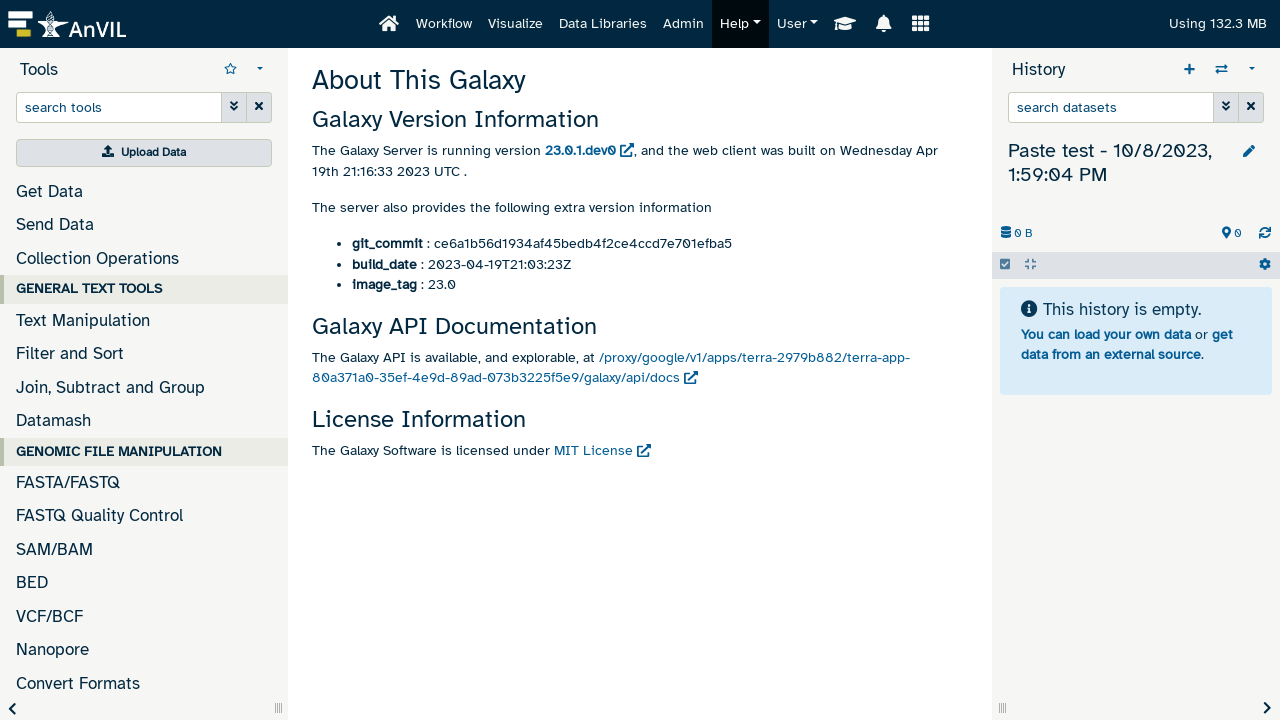 AnVIL
Workflow
Visualize
Data Libraries
Admin
Help
User
Using 132.3 MB
Tools
search tools
Upload Data
Get Data
Send Data
Collection Operations
GENERAL TEXT TOOLS
Text Manipulation
Filter and Sort
Join, Subtract and Group
Datamash
GENOMIC FILE MANIPULATION
FASTA/FASTQ
FASTQ Quality Control
SAM/BAM
BED
VCF/BCF
Nanopore
Convert Formats
About This Galaxy
Galaxy Version Information
The Galaxy Server is running version 23.0.1.dev0 , and the web client was built on Wednesday Apr
19th 21:16:33 2023 UTC .
The server also provides the following extra version information
• git_commit : ce6a1b56d1934af45bedb4f2ce4ccd7e701efba5
• build_date : 2023-04-19T21:03:23Z
• image_tag : 23.0
Galaxy API Documentation
The Galaxy API is available, and explorable, at /proxy/google/v1/apps/terra-2979b882/terra-app-
80a371a0-35ef-4e9d-89ad-073b3225f5e9/galaxy/api/docs
License Information
The Galaxy Software is licensed under MIT License
History
search datasets
Paste test - 10/8/2023,
1:59:04 PM
0 B
0
This history is empty.
You can load your own data or get
data from an external source.